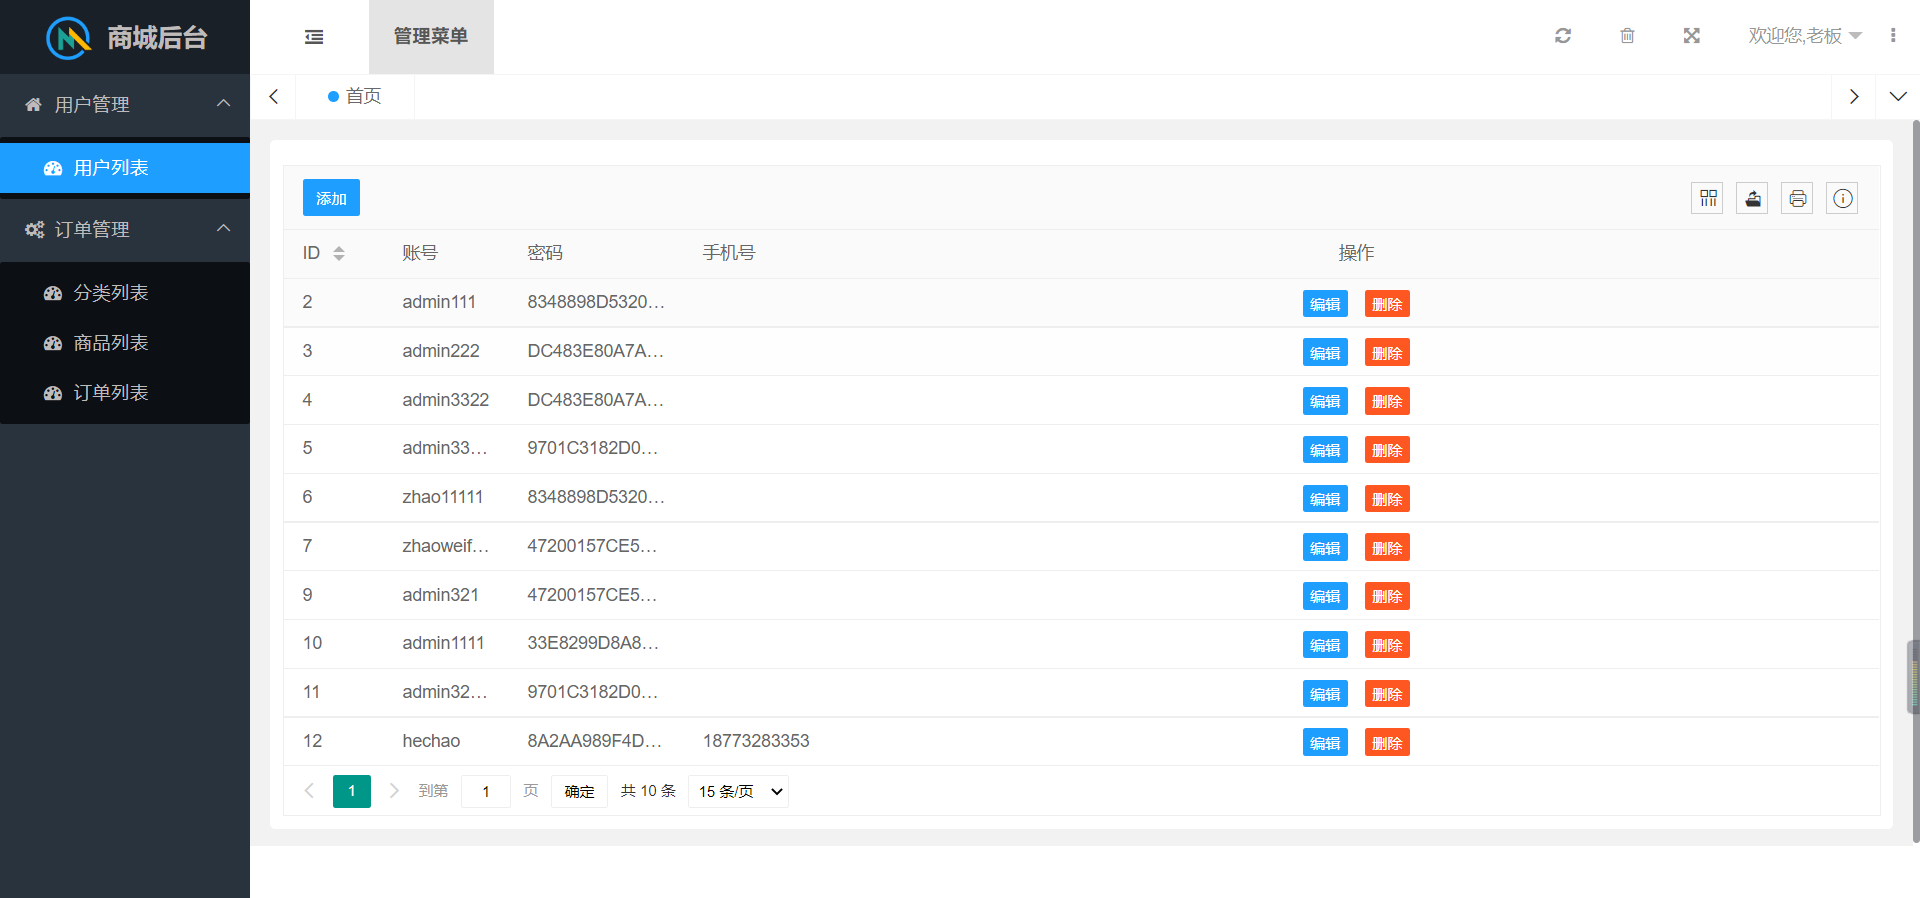 商城后台
管理菜单
欢迎您,老板
用户管理
首页
用户列表
订单管理
分类列表
商品列表
订单列表
添加
ID 账号 密码 手机号 操作
2 admin111 8348898D5320… 编辑 删除
3 admin222 DC483E80A7A… 编辑 删除
4 admin3322 DC483E80A7A… 编辑 删除
5 admin33… 9701C3182D0… 编辑 删除
6 zhao11111 8348898D5320… 编辑 删除
7 zhaoweif… 47200157CE5… 编辑 删除
9 admin321 47200157CE5… 编辑 删除
10 admin1111 33E8299D8A8… 编辑 删除
11 admin32… 9701C3182D0… 编辑 删除
12 hechao 8A2AA989F4D… 18773283353 编辑 删除
1 到第 1 页 确定 共 10 条 15 条/页